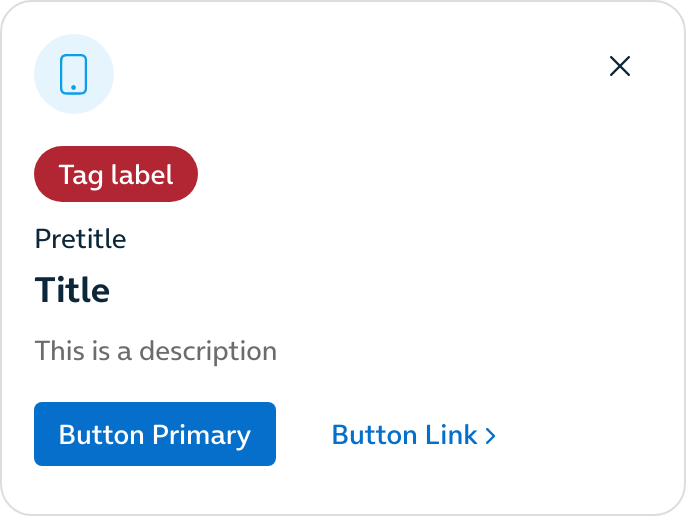 Tag label
Pretitle
Title
This is a description
Button Primary
Button Link